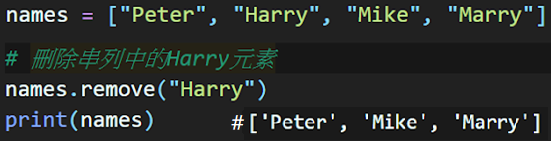 names = ["Peter", "Harry", "Mike", "Marry"]
# 刪除串列中的Harry元素
names.remove("Harry")
print(names) #['Peter', 'Mike', 'Marry']